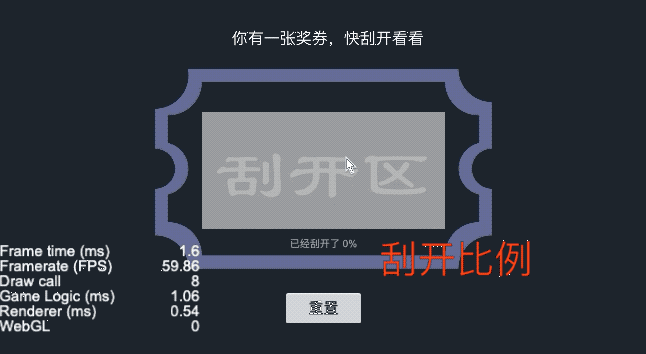 你有一张奖券，快刮开看看
刮开区
已经刮开了 0%
刮开比例
Frame time (ms) 1.6
Framerate (FPS) 59.86
Draw call 8
Game Logic (ms) 1.06
Renderer (ms) 0.54
WebGL 0
重置